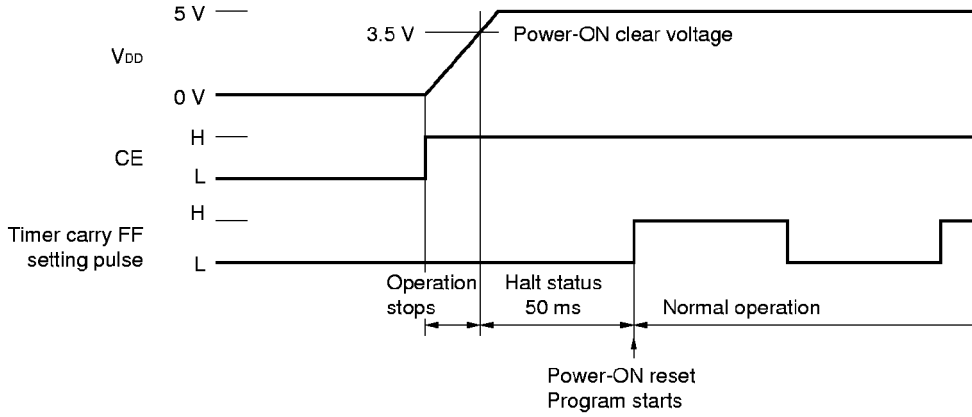 5 V
3.5 V
Power-ON clear voltage
VDD
0 V
H
CE
L
H
Timer carry FF
setting pulse
L
Operation
stops
Halt status
50 ms
Normal operation
Power-ON reset
Program starts